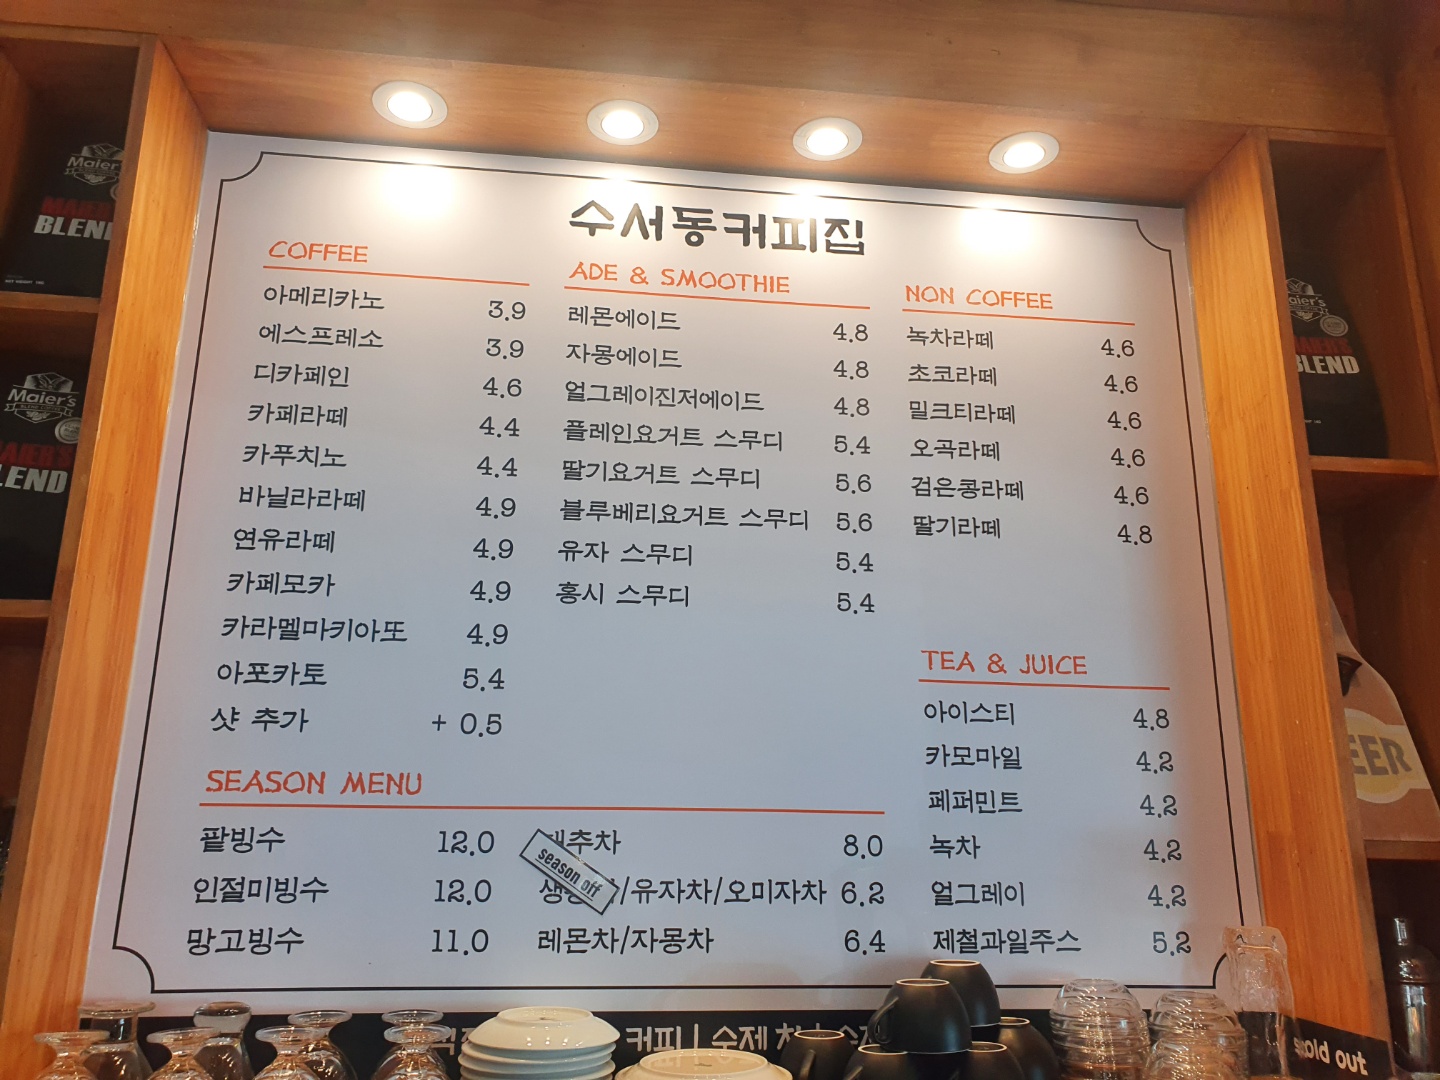 수서동커피집
COFFEE
아메리카노 3.9
에스프레소 3.9
디카페인 4.6
카페라떼 4.4
카푸치노 4.4
바닐라라떼 4.9
연유라떼 4.9
카페모카 4.9
카라멜마키아또 4.9
아포카토 5.4
샷 추가 + 0.5
ADE & SMOOTHIE
레몬에이드 4.8
자몽에이드 4.8
얼그레이진저에이드 4.8
플레인요거트 스무디 5.4
딸기요거트 스무디 5.6
블루베리요거트 스무디 5.6
유자 스무디 5.4
홍시 스무디 5.4
NON COFFEE
녹차라떼 4.6
초코라떼 4.6
밀크티라떼 4.6
오곡라떼 4.6
검은콩라떼 4.6
딸기라떼 4.8
TEA & JUICE
아이스티 4.8
카모마일 4.2
페퍼민트 4.2
녹차 4.2
얼그레이 4.2
제철과일주스 5.2
SEASON MENU
팥빙수 12.0
인절미빙수 12.0
망고빙수 11.0
season off
8.0
/유자차/오미자차 6.2
레몬차/자몽차 6.4
Maier's
BLEND
Maier's
MAIER'S
BLEND
BLEND
커피 | 수제
sold out